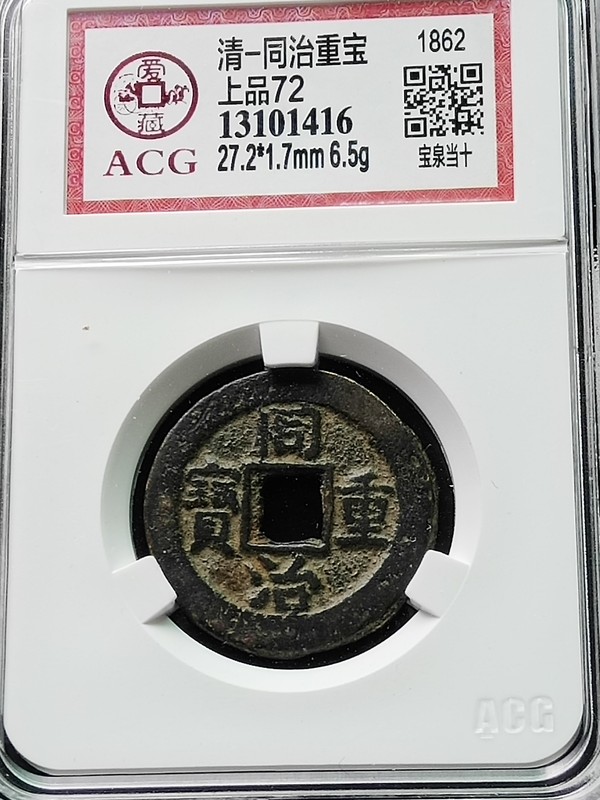 爱藏
ACG
清-同治重宝
上品72
13101416
27.2*1.7mm 6.5g
1862
宝泉当十
同治重寶
ACG